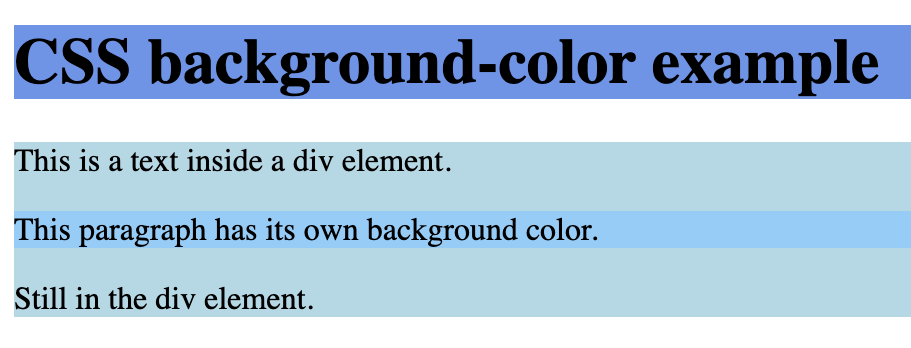 CSS background-color example
This is a text inside a div element.
This paragraph has its own background color.
Still in the div element.